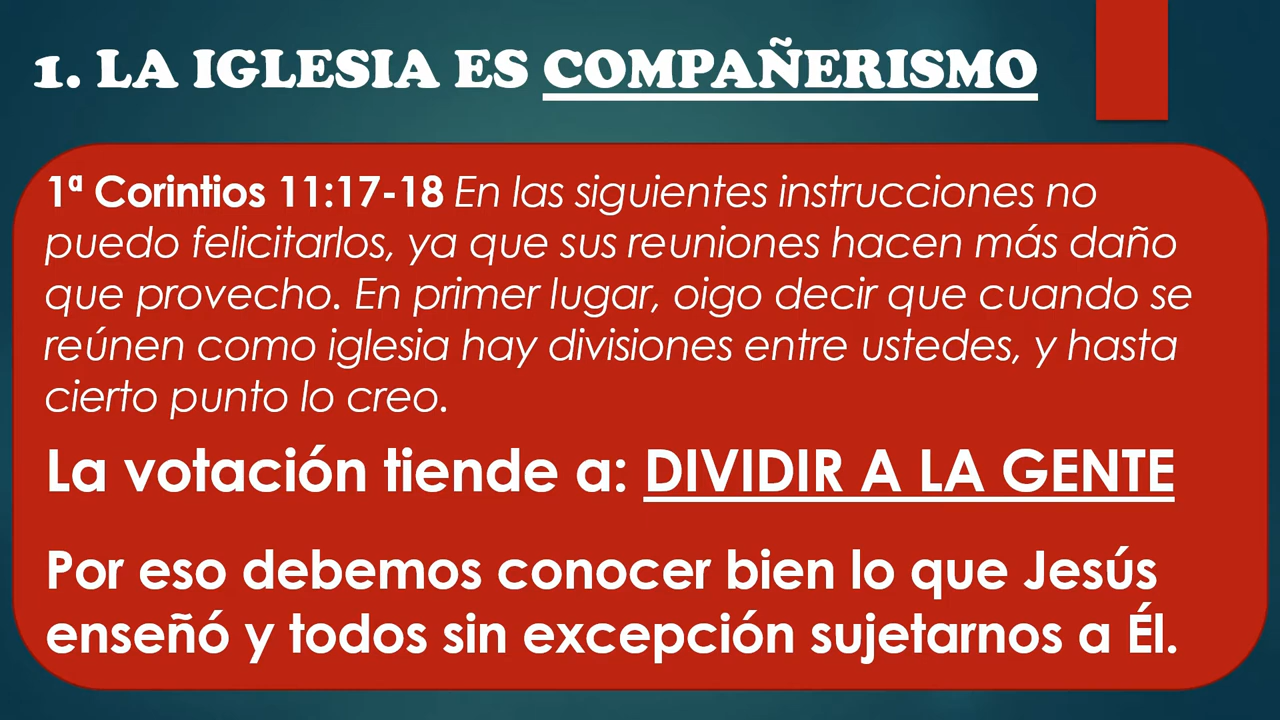 1. LA IGLESIA ES COMPAÑERISMO
1ª Corintios 11:17-18 En las siguientes instrucciones no
puedo felicitarlos, ya que sus reuniones hacen más daño
que provecho. En primer lugar, oigo decir que cuando se
reúnen como iglesia hay divisiones entre ustedes, y hasta
cierto punto lo creo.
La votación tiende a: DIVIDIR A LA GENTE
Por eso debemos conocer bien lo que Jesús
enseñó y todos sin excepción sujetarnos a Él.